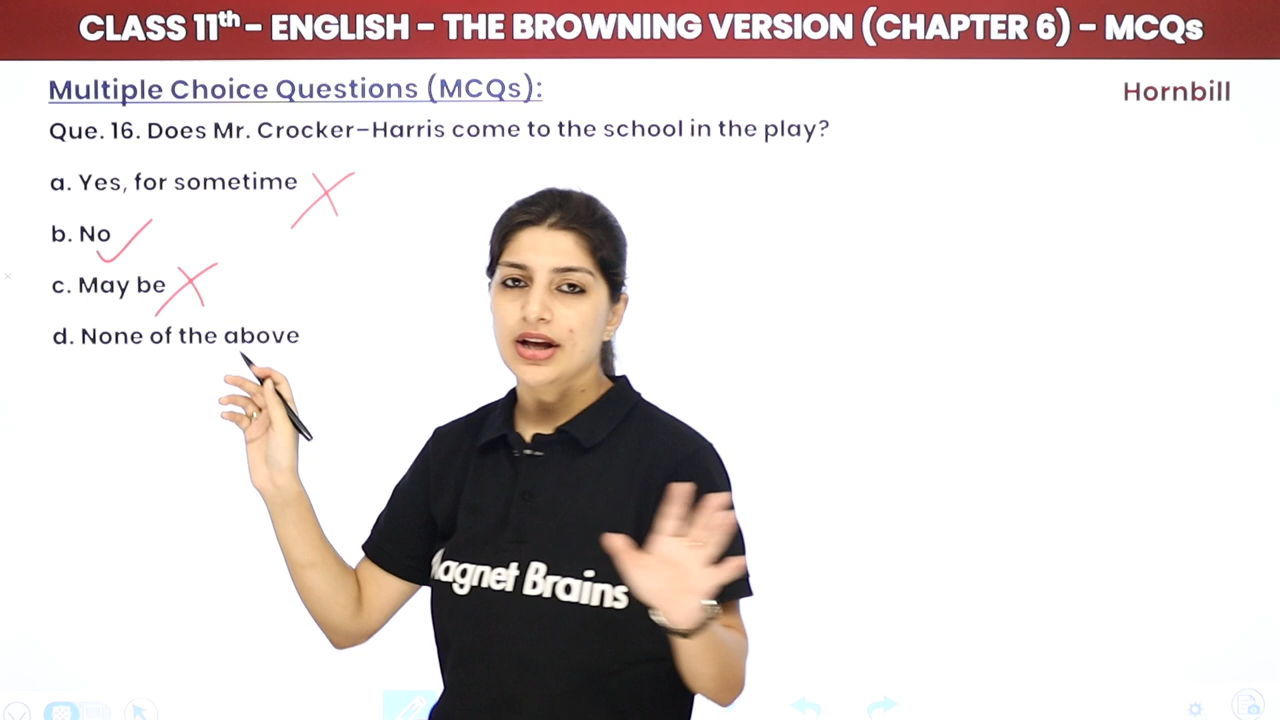 CLASS 11th - ENGLISH - THE BROWNING VERSION (CHAPTER 6) - MCQs
Multiple Choice Questions (MCQs):
Hornbill
Que. 16. Does Mr. Crocker-Harris come to the school in the play?
a. Yes, for sometime
b. No
c. May be
d. None of the above
Magnet Brains